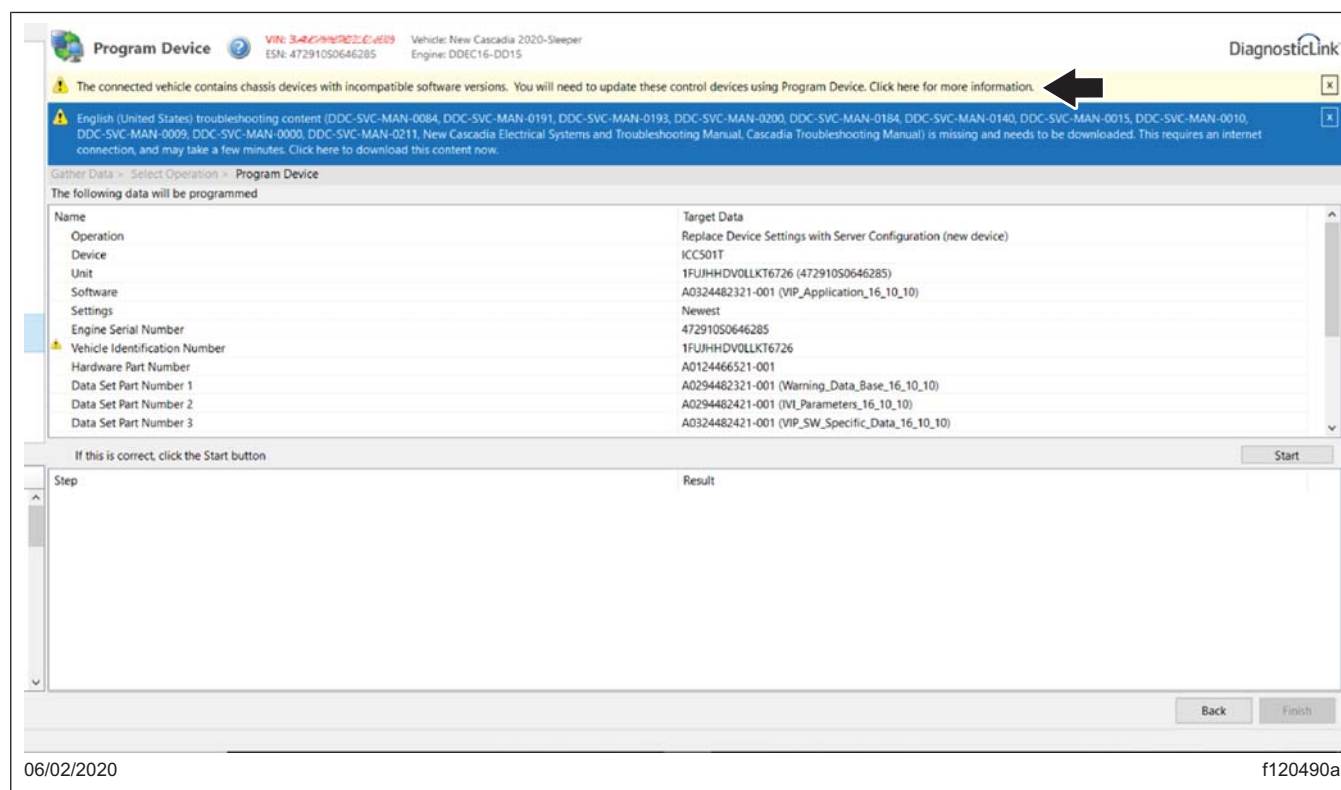 Program Device
VIN:
ESN: 47291OS0646285
Vehicle: New Cascadia 2020-Sleeper
Engine: DDEC16-DD15
DiagnosticLink
The connected vehicle contains chassis devices with incompatible software versions. You will need to update these control devices using Program Device. Click here for more information.
x
English (United States) troubleshooting content (DDC-SVC-MAN-0084, DDC-SVC-MAN-0191, DDC-SVC-MAN-0193, DDC-SVC-MAN-0200, DDC-SVC-MAN-0184, DDC-SVC-MAN-0140, DDC-SVC-MAN-0015, DDC-SVC-MAN-0010,
DDC-SVC-MAN-0009, DDC-SVC-MAN-0000, DDC-SVC-MAN-0211, New Cascadia Electrical Systems and Troubleshooting Manual, Cascadia Troubleshooting Manual) is missing and needs to be downloaded. This requires an internet
connection, and may take a few minutes. Click here to download this content now.
x
Gather Data » Select Operation » Program Device
The following data will be programmed
Name Target Data
Operation Replace Device Settings with Server Configuration (new device)
Device ICC501T
Unit 1FUJHHDV0LLKT6726 (472910S0646285)
Software A0324482321-001 (VIP_Application_16_10_10)
Settings Newest
Engine Serial Number 472910S0646285
Vehicle Identification Number 1FUJHHDV0LLKT6726
Hardware Part Number A0124466521-001
Data Set Part Number 1 A0294482321-001 (Warning_Data_Base_16_10_10)
Data Set Part Number 2 A0294482421-001 (IVI_Parameters_16_10_10)
Data Set Part Number 3 A0324482421-001 (VIP_SW_Specific_Data_16_10_10)
If this is correct, click the Start button
Start
Step Result
Back Finish
06/02/2020 f120490a